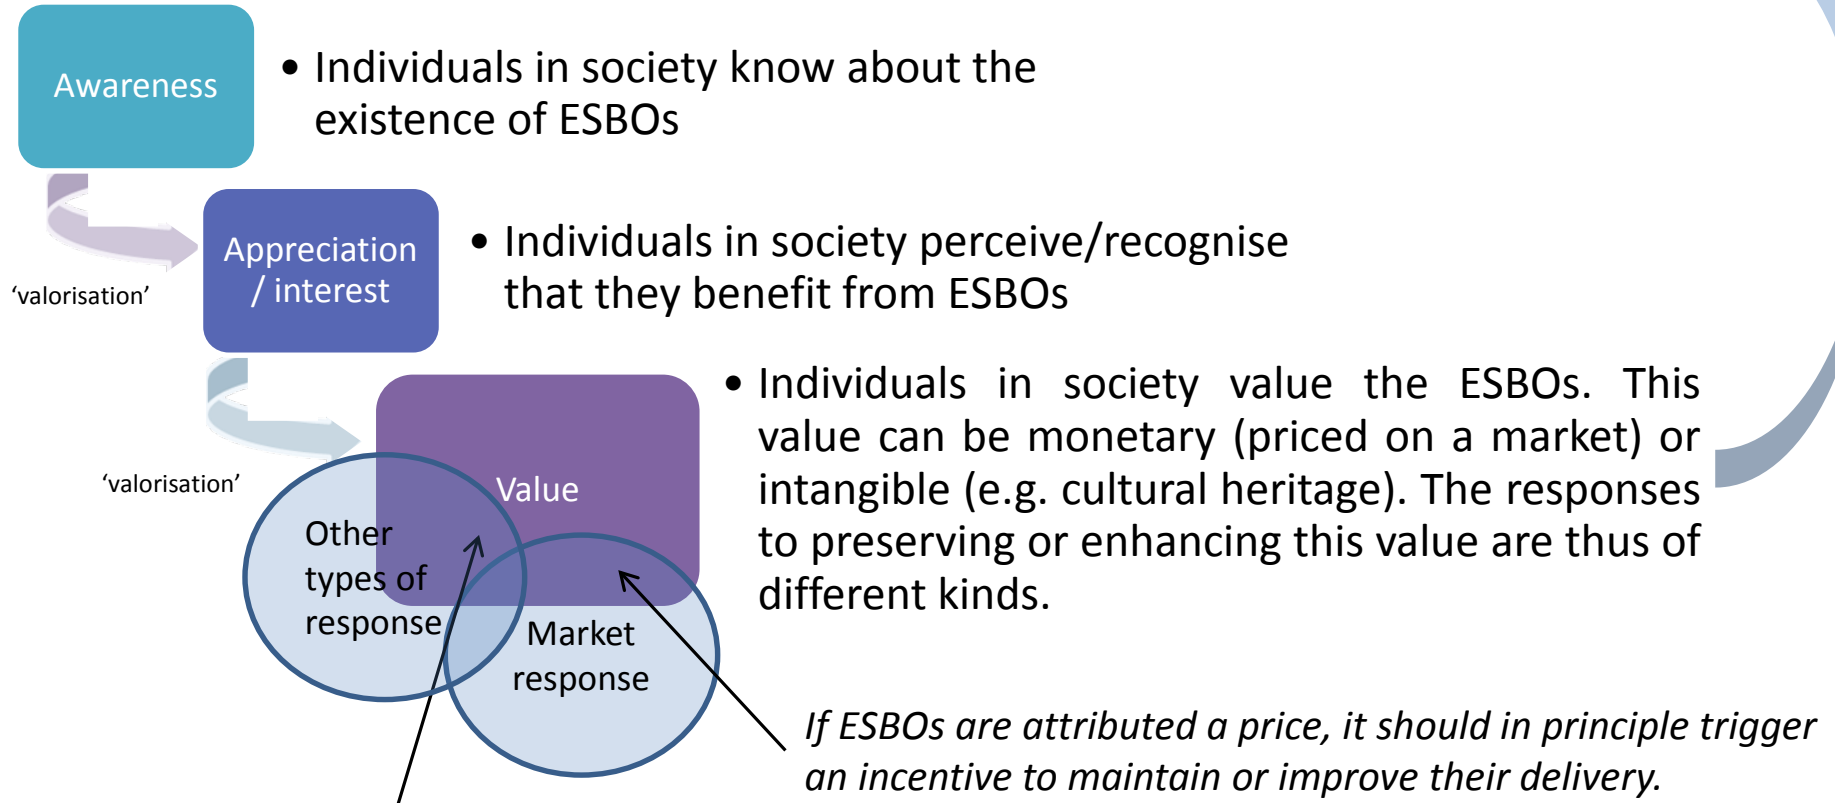 Awareness
• Individuals in society know about the
existence of ESBOs
‘valorisation’
Appreciation
/ interest
• Individuals in society perceive/recognise
that they benefit from ESBOs
‘valorisation’
Value
• Individuals in society value the ESBOs. This
value can be monetary (priced on a market) or
intangible (e.g. cultural heritage). The responses
to preserving or enhancing this value are thus of
different kinds.
Other
types of
response
Market
response
If ESBOs are attributed a price, it should in principle trigger
an incentive to maintain or improve their delivery.